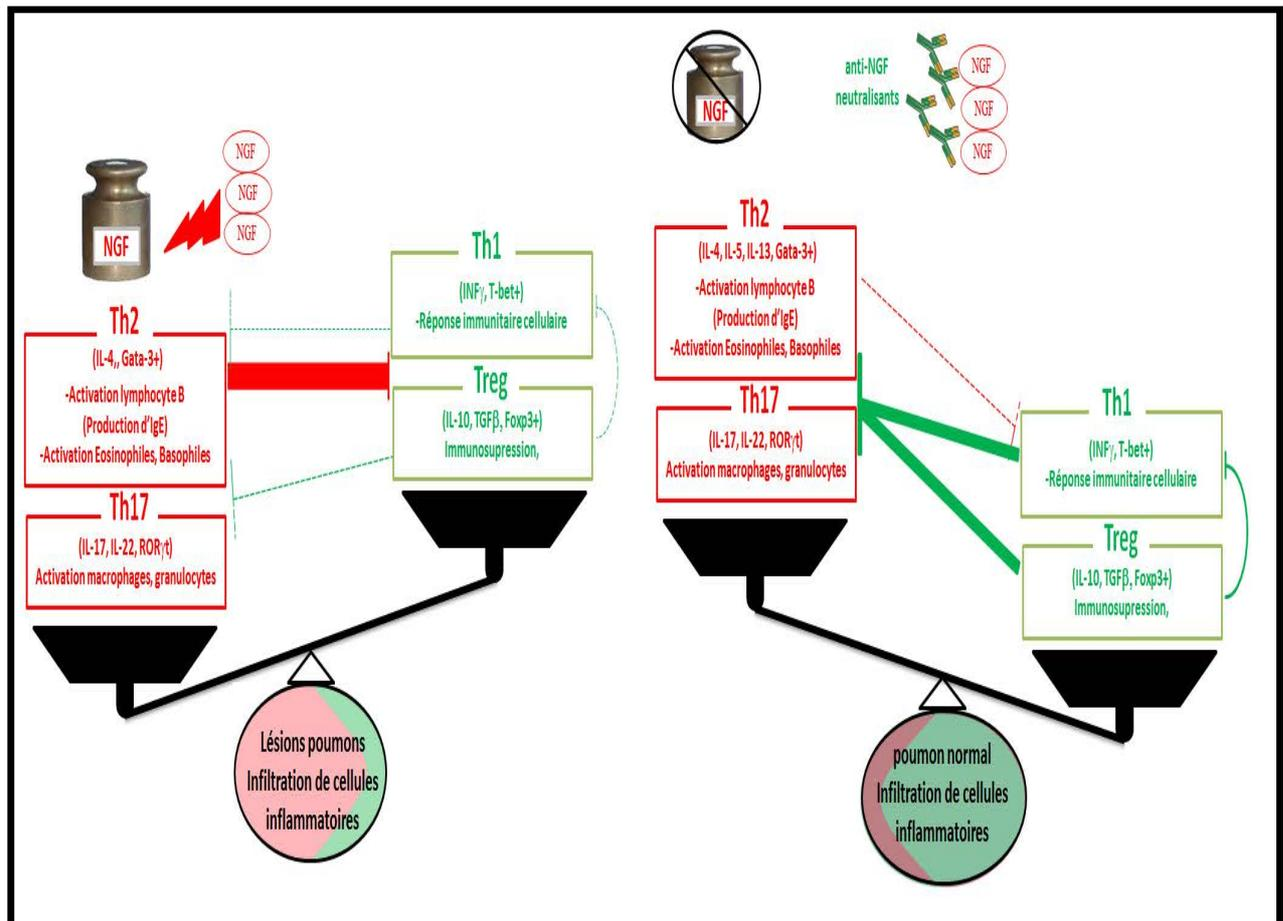 NGF
NGF
NGF
NGF
Th2
(IL-4,, Gata-3+)
-Activation lymphocyte B
(Production d'IgE)
-Activation Eosinophiles, Basophiles
Th17
(IL-17, IL-22, RORγt)
Activation macrophages, granulocytes
Th1
(INFγ, T-bet+)
-Réponse immunitaire cellulaire
Treg
(IL-10, TGFβ, Foxp3+)
Immunosupression,
Lésions poumons
Infiltration de cellules
inflammatoires
NGF
anti-NGF
neutralisants
NGF
NGF
NGF
Th2
(IL-4, IL-5, IL-13, Gata-3+)
-Activation lymphocyte B
(Production d'IgE)
-Activation Eosinophiles, Basophiles
Th17
(IL-17, IL-22, RORγt)
Activation macrophages, granulocytes
Th1
(INFγ, T-bet+)
-Réponse immunitaire cellulaire
Treg
(IL-10, TGFβ, Foxp3+)
Immunosupression,
poumon normal
Infiltration de cellules
inflammatoires